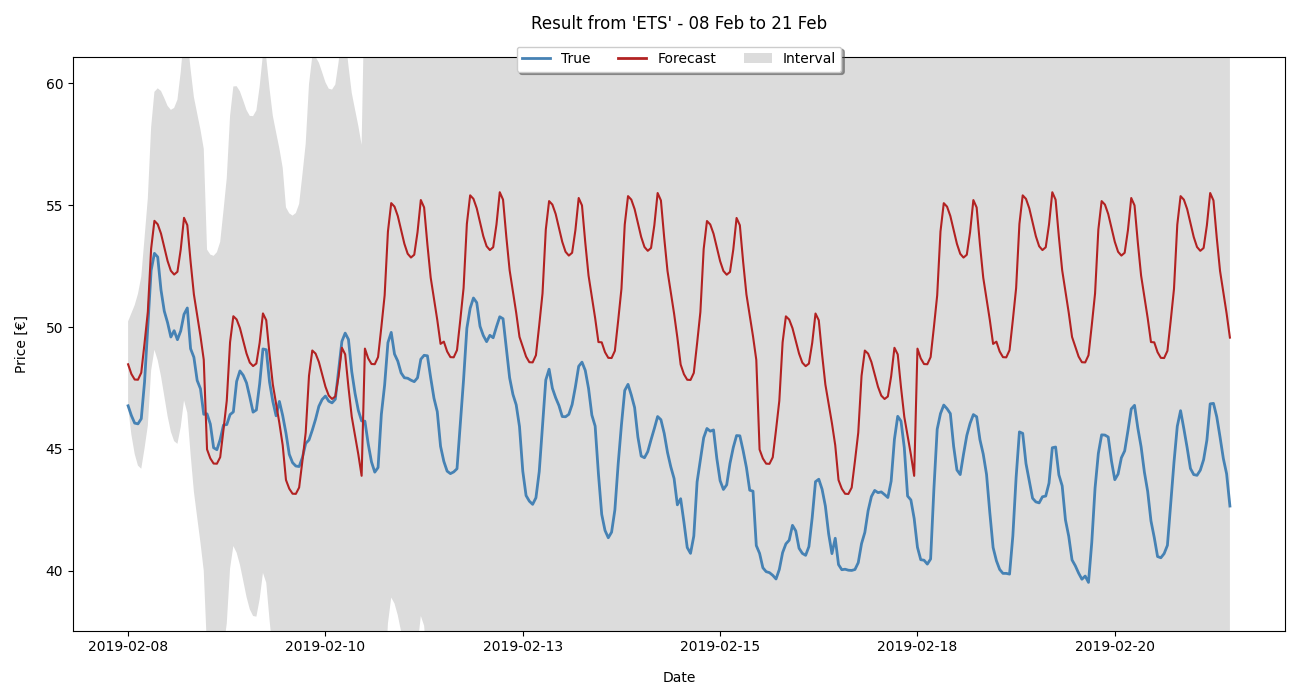 Result from 'ETS' - 08 Feb to 21 Feb
True Forecast Interval
60
55
50
45
40
Price [€]
2019-02-08 2019-02-10 2019-02-13 2019-02-15 2019-02-18 2019-02-20
Date